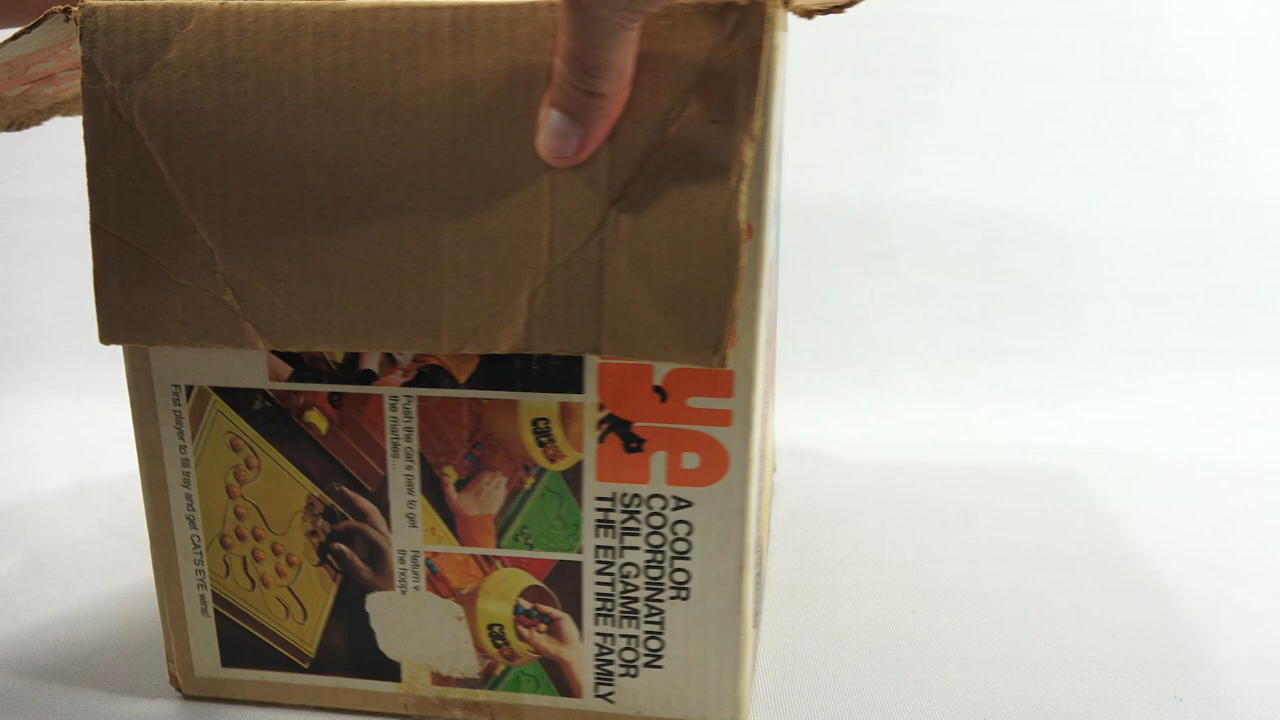 ye
A COLOR
COORDINATION
SKILL GAME FOR
THE ENTIRE FAMILY
cat's
Push the cat's paw to get
the marbles...
Return
the hopp
cat's
First player to fill tray and get CAT'S EYE wins!